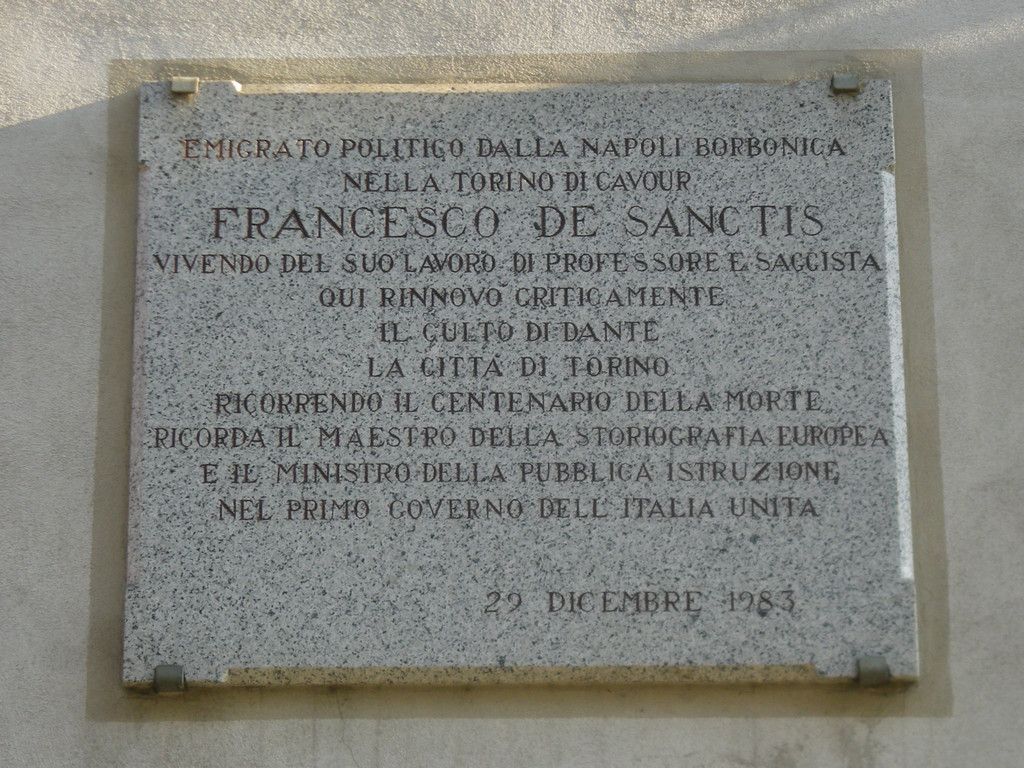 EMIGRATO POLITICO DALLA NAPOLI BORBONICA
NELLA TORINO DI CAVOUR
FRANCESCO DE SANCTIS
VIVENDO DEL SUO LAVORO DI PROFESSORE E SAGGISTA
QUI RINNOVÒ CRITICAMENTE
IL CULTO DI DANTE
LA CITTÀ DI TORINO
RICORRENDO IL CENTENARIO DELLA MORTE
RICORDA IL MAESTRO DELLA STORIOGRAFIA EUROPEA
E IL MINISTRO DELLA PUBBLICA ISTRUZIONE
NEL PRIMO GOVERNO DELL'ITALIA UNITA
29 DICEMBRE 1983